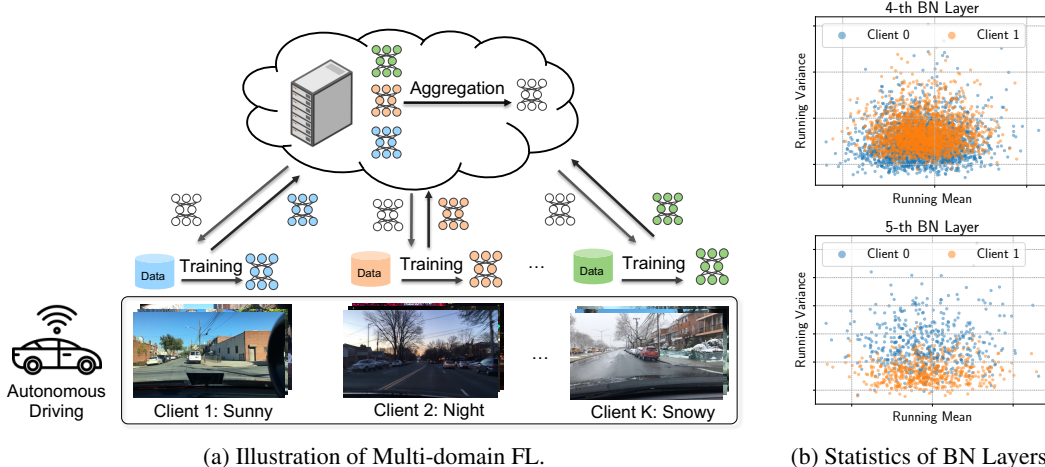 Aggregation
Data
Training
Data
Training
...
Data
Training
Autonomous
Driving
...
Client 1: Sunny
Client 2: Night
Client K: Snowy
(a) Illustration of Multi-domain FL.
4-th BN Layer
Client 0
Client 1
Running Variance
Running Mean
5-th BN Layer
Client 0
Client 1
Running Variance
Running Mean
(b) Statistics of BN Layers